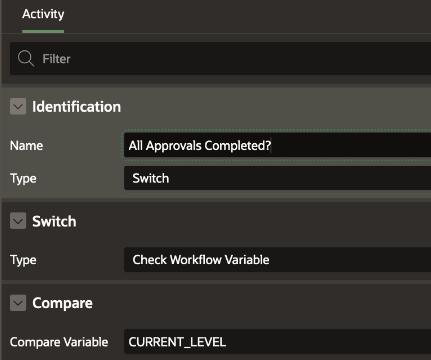 Activity
Filter
Identification
Name All Approvals Completed?
Type Switch
Switch
Type Check Workflow Variable
Compare
Compare Variable CURRENT_LEVEL